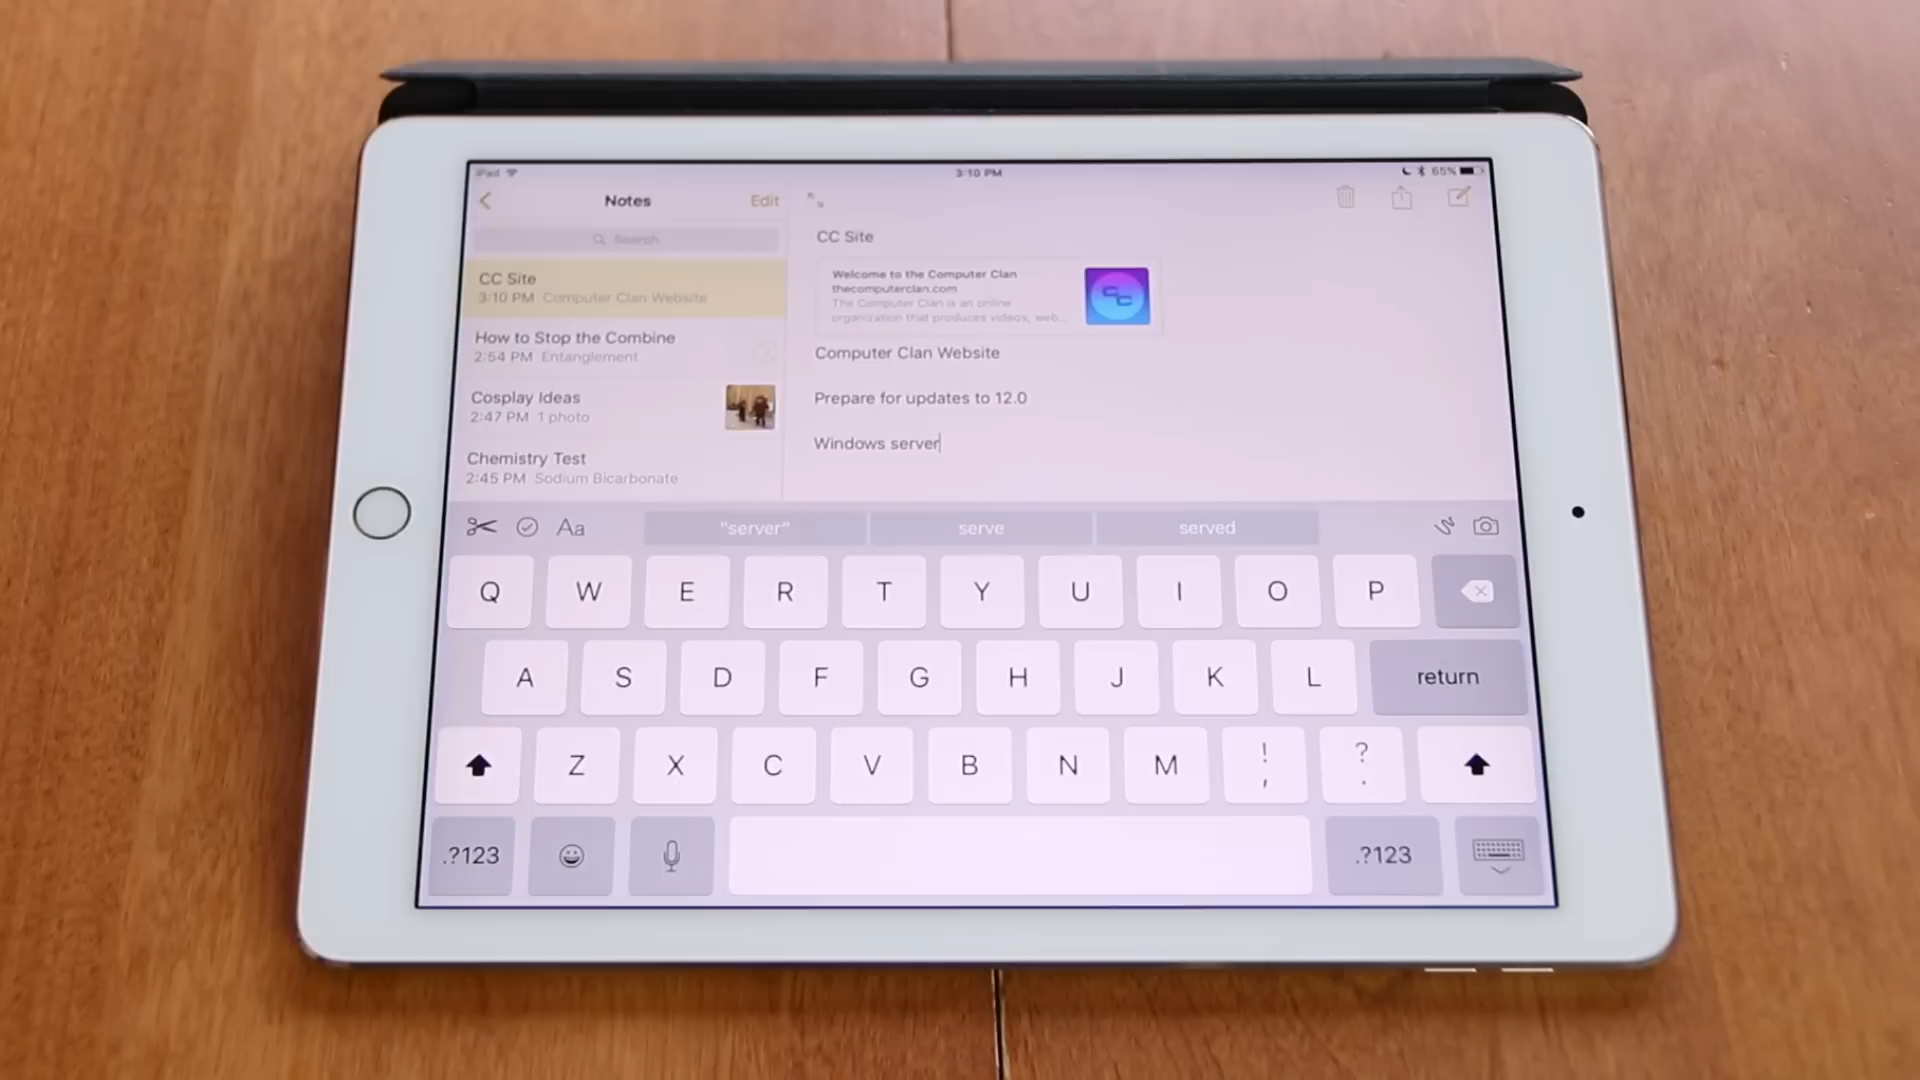 iPad
3:10 PM
65%
Notes
Edit
Search
CC Site
3:10 PM Computer Clan Website
How to Stop the Combine
2:54 PM Entanglement
Cosplay Ideas
2:47 PM 1 photo
Chemistry Test
2:45 PM Sodium Bicarbonate
CC Site
Welcome to the Computer Clan
thecomputerclan.com
The Computer Clan is an online
organization that produces videos, web...
CC
Computer Clan Website
Prepare for updates to 12.0
Windows server
Aa
"server" serve served
Q W E R T Y U I O P
A S D F G H J K L return
Z X C V B N M ! , ? .
.?123 .?123